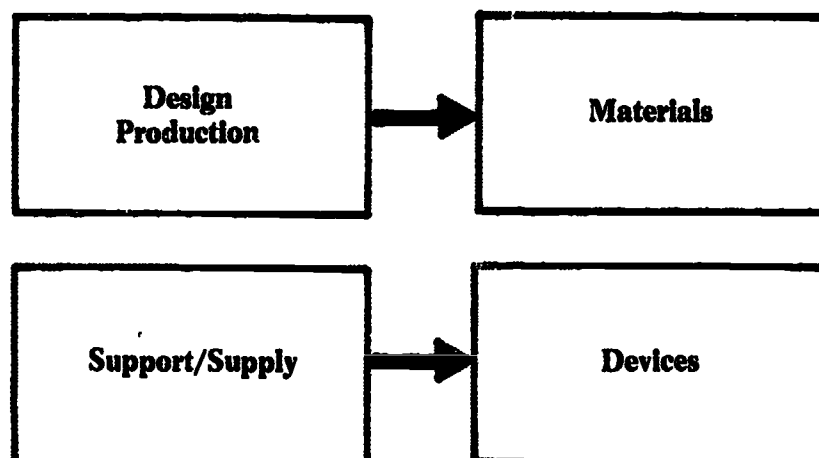 Design
Production
Materials
Support/Supply
Devices